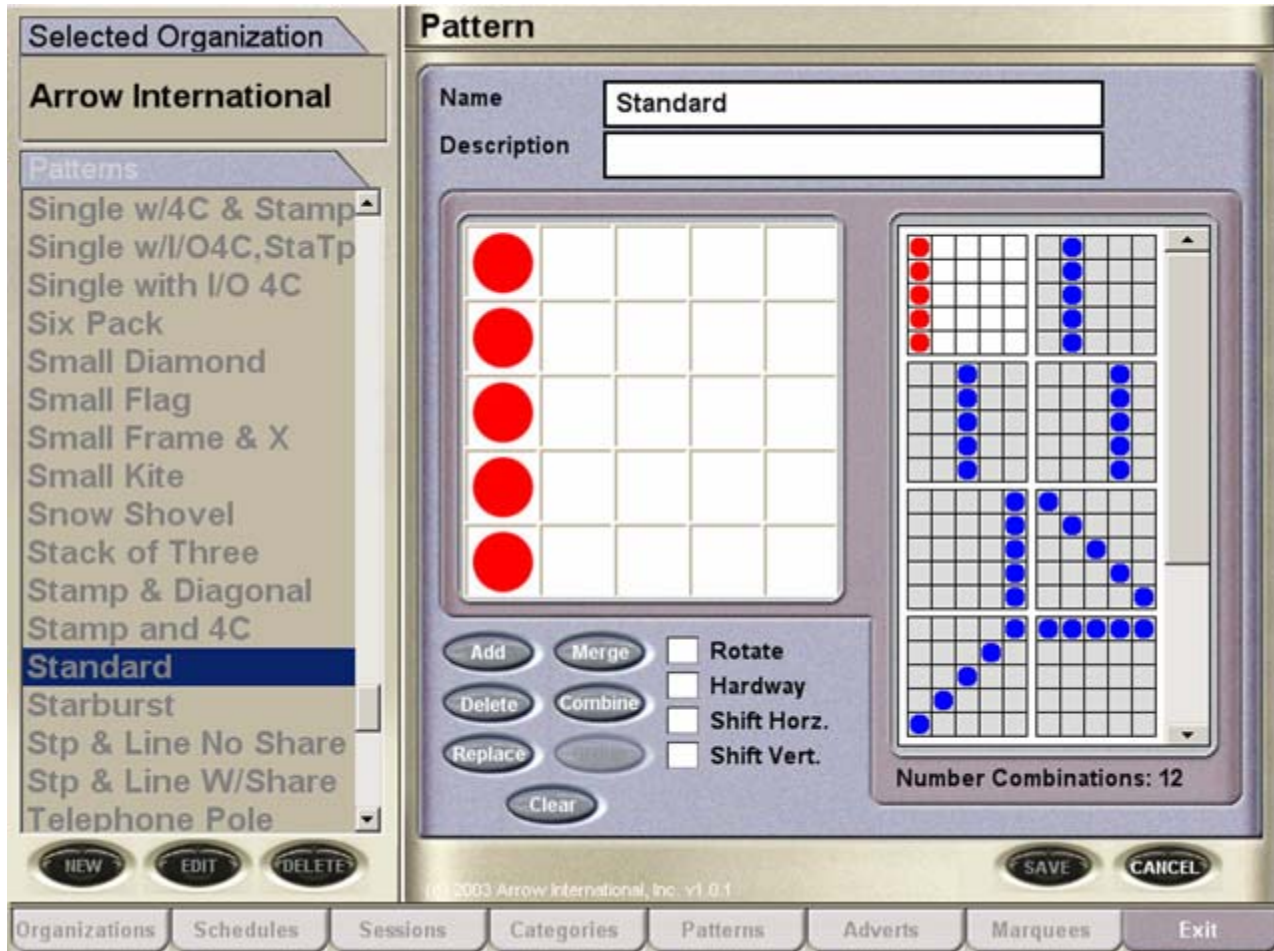 Selected Organization
Arrow International
Patterns
Single w/4C & Stamp
Single w/I/O4C,StaTp
Single with I/O 4C
Six Pack
Small Diamond
Small Flag
Small Frame & X
Small Kite
Snow Shovel
Stack of Three
Stamp & Diagonal
Stamp and 4C
Standard
Starburst
Stp & Line No Share
Stp & Line W/Share
Telephone Pole
NEW
EDIT
DELETE
Pattern
Name
Standard
Description
Add
Merge
Rotate
Hardway
Delete
Combine
Shift Horz.
Replace
Shift Vert.
Clear
Number Combinations: 12
SAVE
CANCEL
(c) 2003 Arrow International, Inc. v1.0.1
Organizations
Schedules
Sessions
Categories
Patterns
Adverts
Marquees
Exit